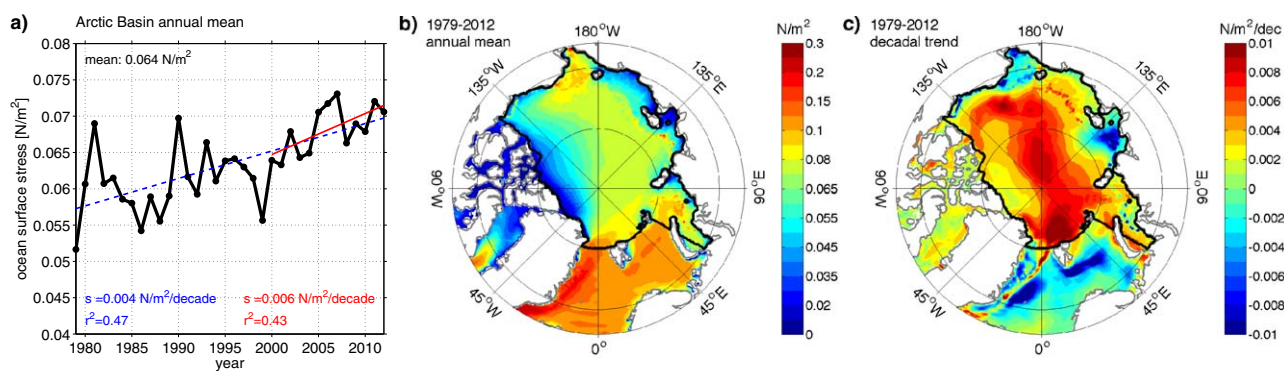 a) Arctic Basin annual mean
mean: 0.064 N/m²
ocean surface stress [N/m²]
0.08
0.075
0.07
0.065
0.06
0.055
0.05
0.045
0.04
s =0.004 N/m²/decade
r²=0.47
s =0.006 N/m²/decade
r²=0.43
1980 1985 1990 1995 2000 2005 2010
year
b) 1979-2012
annual mean
180°W
135°W
135°E
90°W
90°E
45°W
45°E
0°
N/m²
0.3
0.2
0.15
0.1
0.08
0.065
0.055
0.045
0.035
0.02
0
c) 1979-2012
decadal trend
180°W
135°W
135°E
90°W
90°E
45°W
45°E
0°
N/m²/dec
0.01
0.008
0.006
0.004
0.002
0
-0.002
-0.004
-0.006
-0.008
-0.01